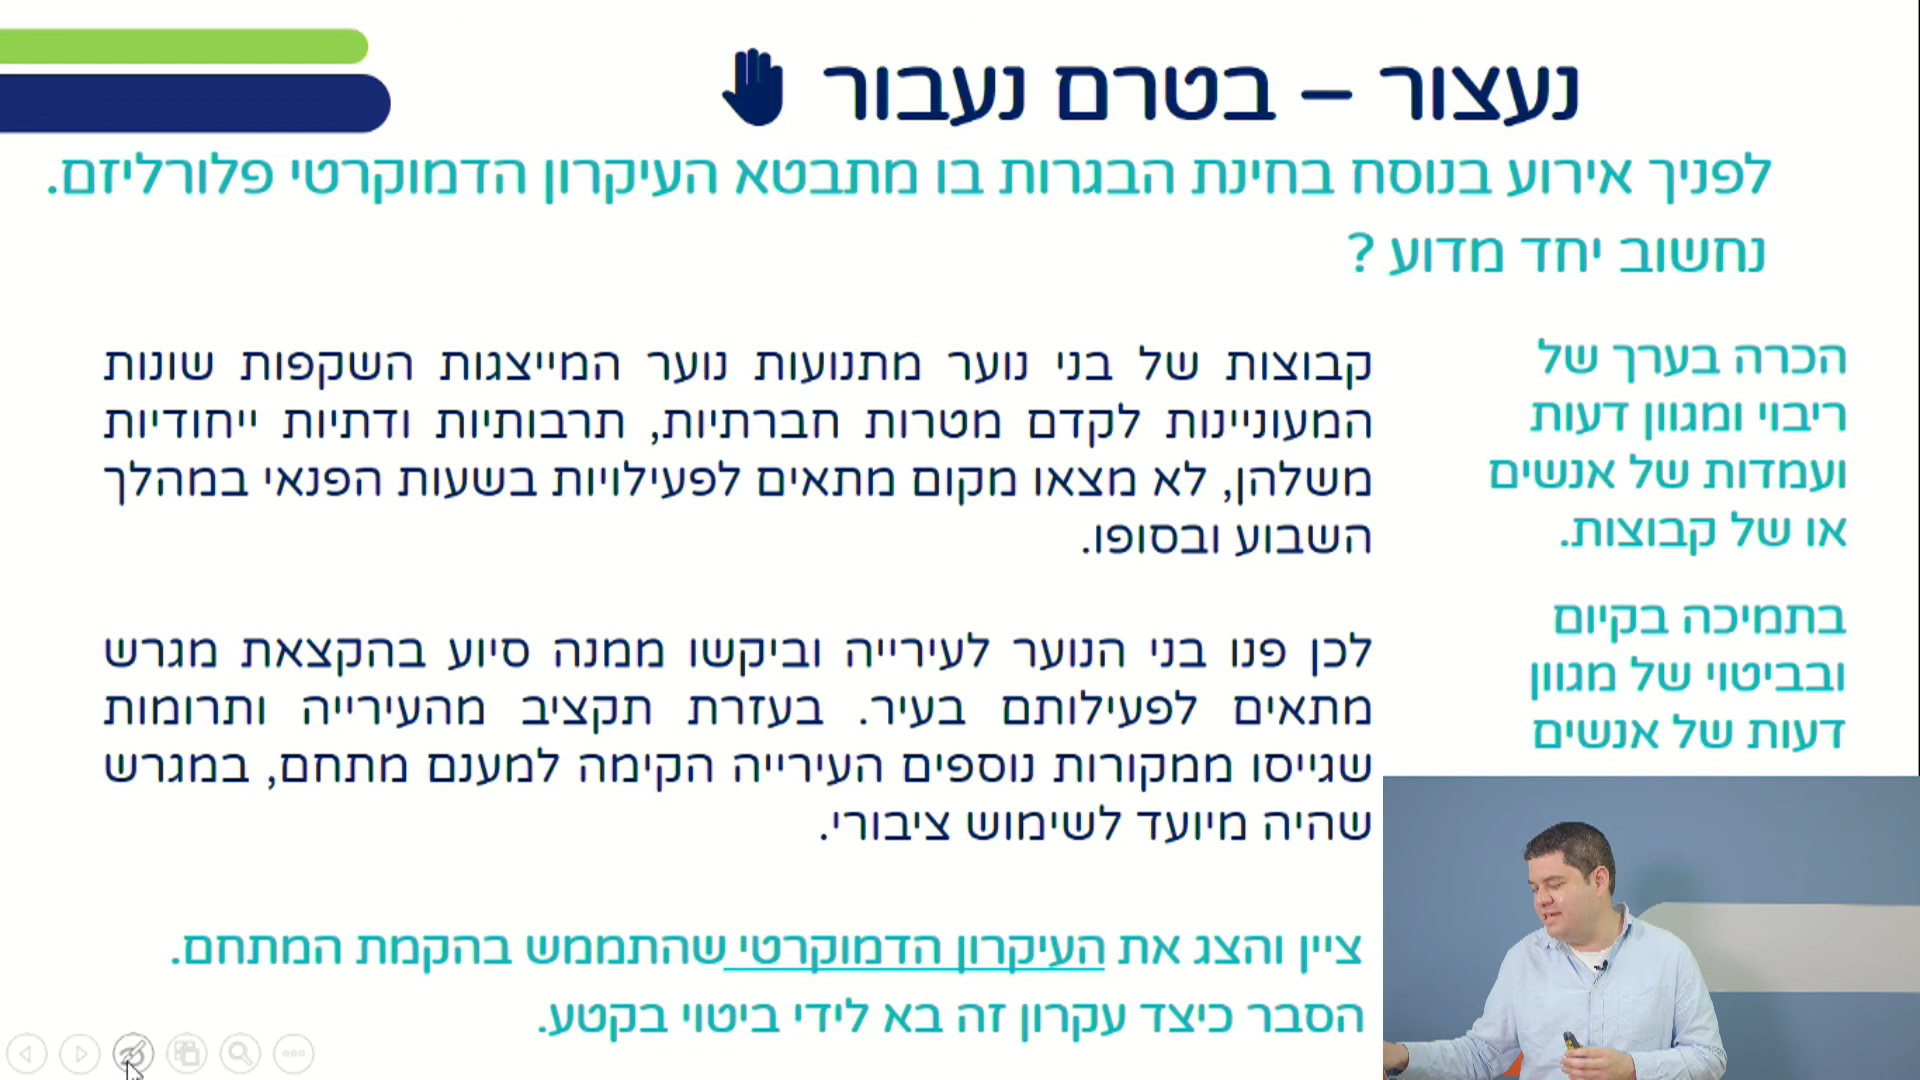 נעצור – בטרם נעבור
לפניך אירוע בנוסח בחינת הבגרות בו מתבטא העיקרון הדמוקרטי פלורליזם.
נחשוב יחד מדוע ?
הכרה בערך של
ריבוי ומגוון דעות
ועמדות של אנשים
או של קבוצות.
בתמיכה בקיום
ובביטוי של מגוון
דעות של אנשים
קבוצות של בני נוער מתנועות נוער המייצגות השקפות שונות
המעוניינות לקדם מטרות חברתיות, תרבותיות ודתיות ייחודיות
משלהן, לא מצאו מקום מתאים לפעילויות בשעות הפנאי במהלך
השבוע ובסופו.
לכן פנו בני הנוער לעירייה וביקשו ממנה סיוע בהקצאת מגרש
מתאים לפעילותם בעיר. בעזרת תקציב מהעירייה ותרומות
שגייסו ממקורות נוספים העירייה הקימה למענם מתחם, במגרש
שהיה מיועד לשימוש ציבורי.
ציין והצג את העיקרון הדמוקרטי שהתממש בהקמת המתחם.
הסבר כיצד עקרון זה בא לידי ביטוי בקטע.